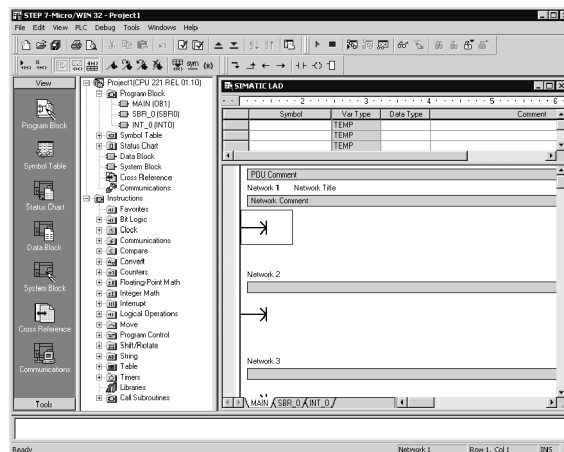 STEP 7-Micro/WIN 32 - Project1
File Edit View PLC Debug Tools Windows Help
View
Program Block
Symbol Table
Status Chart
Data Block
System Block
Cross Reference
Communications
Tools
Project1(CPU 221 REL 01.10)
Program Block
MAIN (OB1)
SBR_0 (SBR0)
INT_0 (INT0)
Symbol Table
Status Chart
Data Block
System Block
Cross Reference
Communications
Instructions
Favorites
Bit Logic
Clock
Communications
Compare
Convert
Counters
Floating-Point Math
Integer Math
Interrupt
Logical Operations
Move
Program Control
Shift/Rotate
String
Table
Timers
Libraries
Call Subroutines
SIMATIC LAD
2 3 4 5 6
Symbol Var Type Data Type Comment
TEMP
TEMP
TEMP
POU Comment
Network 1 Network Title
Network Comment
Network 2
Network 3
MAIN SBR_0 INT_0
Ready Network 1 Row 1, Col 1 INS